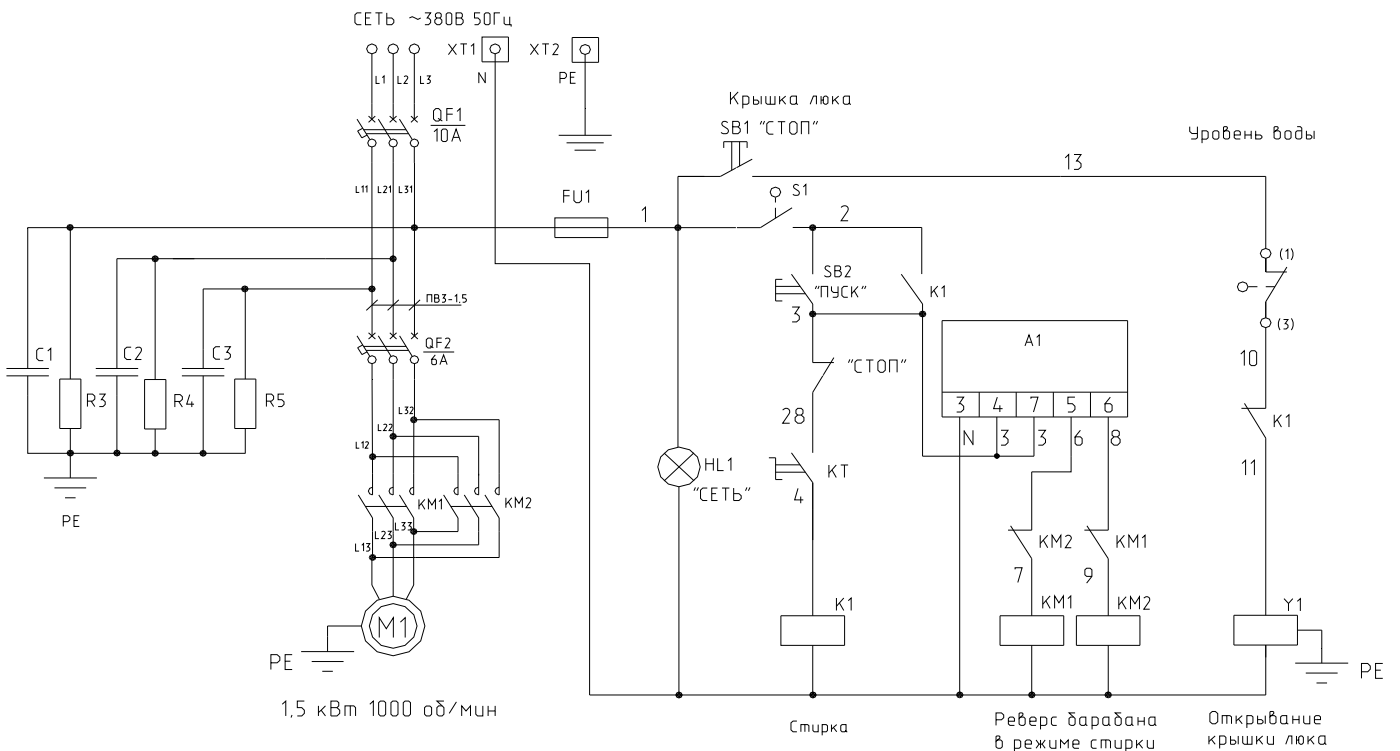 СЕТЬ ~380В 50Гц
XT1
XT2
N
PE
L1
L2
L3
QF1
10А
Крышка люка
SB1 "СТОП"
Уровень воды
13
L11
L21
L31
FU1
1
S1
2
(1)
SB2
"ПУСК"
K1
3
ПВ3-1,5
(3)
QF2
6А
A1
C1
C2
C3
"СТОП"
10
R3
R4
R5
3
4
7
5
6
L32
28
K1
L22
N
3
3
6
8
L12
HL1
"СЕТЬ"
KT
4
11
KM1
KM2
PE
L33
L23
L13
KM2
KM1
7
9
K1
KM1
KM2
Y1
M1
PE
PE
1,5 кВт 1000 об/мин
Стирка
Реверс барабана
в режиме стирки
Открывание
крышки люка